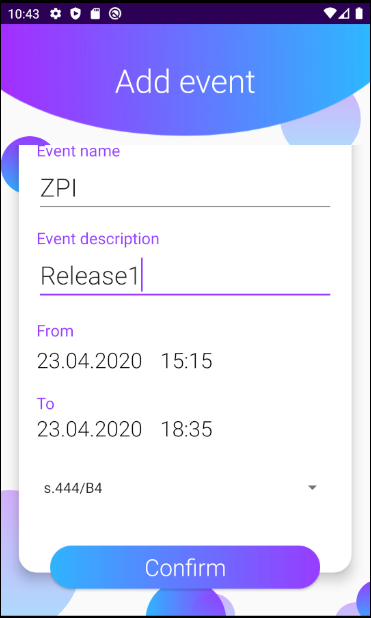 10:43
Add event
Event name
ZPI
Event description
Release1
From
23.04.2020 15:15
To
23.04.2020 18:35
s.444/B4
Confirm